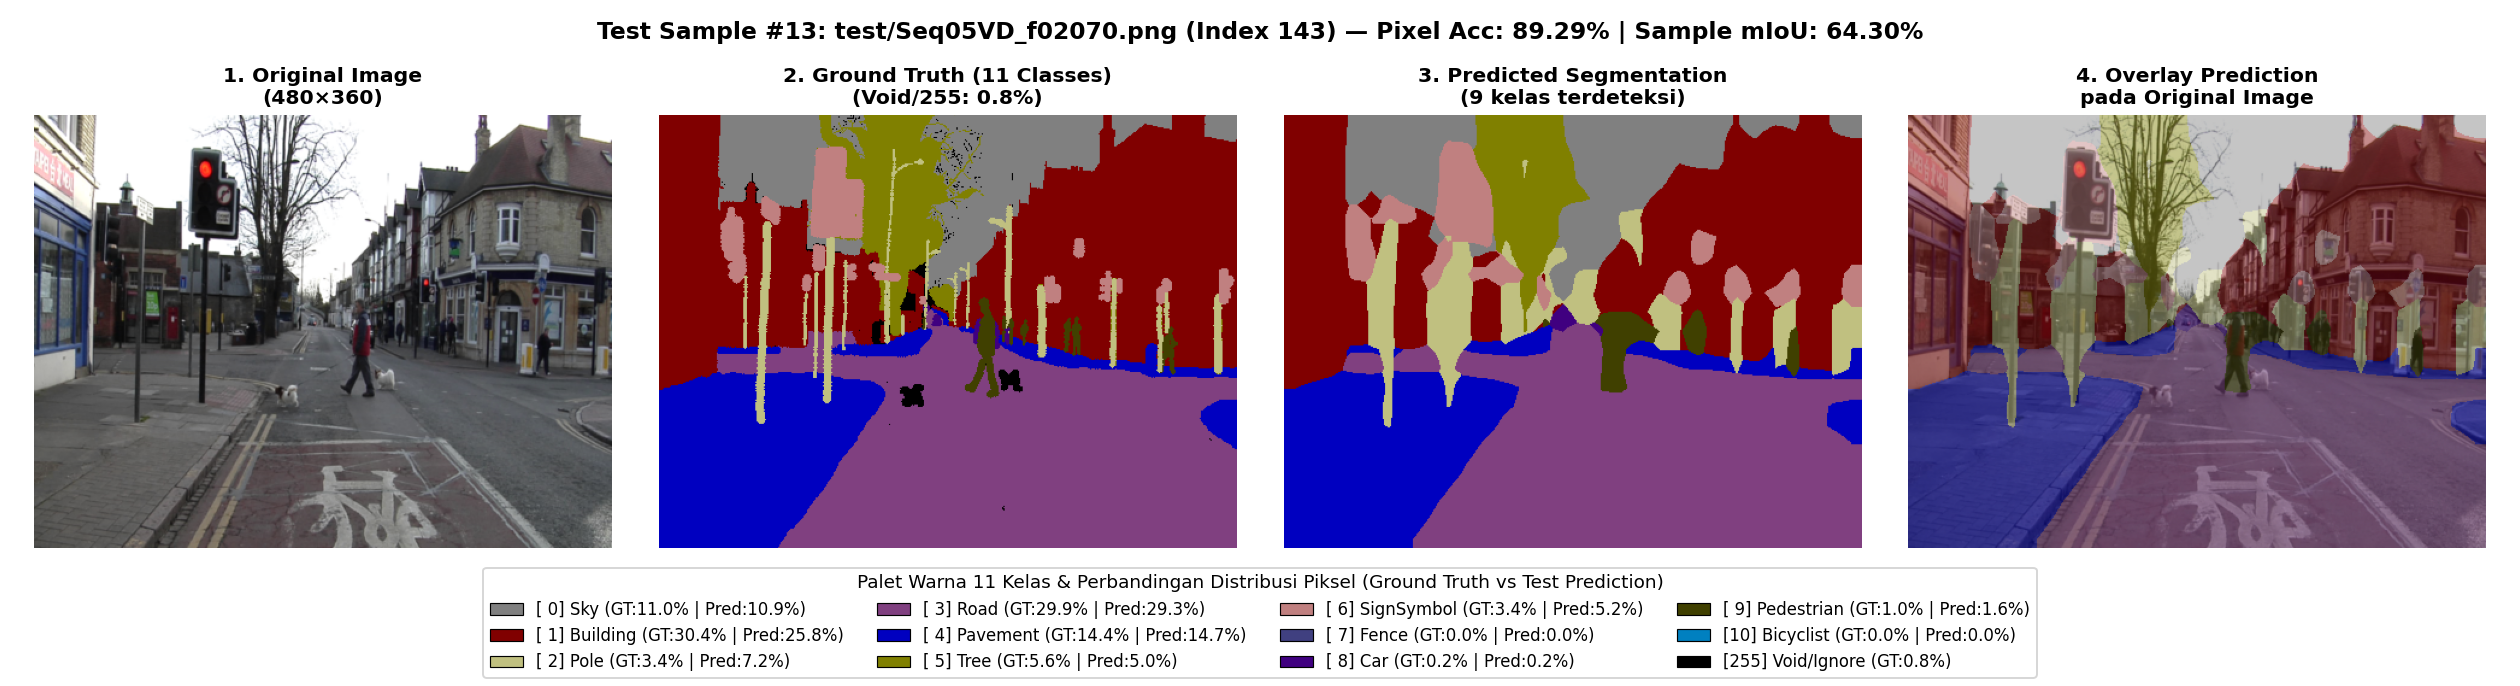 Test Sample #13: test/Seq05VD_f02070.png (Index 143) — Pixel Acc: 89.29% | Sample mIoU: 64.30%
1. Original Image
(480×360)
2. Ground Truth (11 Classes)
(Void/255: 0.8%)
3. Predicted Segmentation
(9 kelas terdeteksi)
4. Overlay Prediction
pada Original Image
Palet Warna 11 Kelas & Perbandingan Distribusi Piksel (Ground Truth vs Test Prediction)
[ 0] Sky (GT:11.0% | Pred:10.9%)
[ 1] Building (GT:30.4% | Pred:25.8%)
[ 2] Pole (GT:3.4% | Pred:7.2%)
[ 3] Road (GT:29.9% | Pred:29.3%)
[ 4] Pavement (GT:14.4% | Pred:14.7%)
[ 5] Tree (GT:5.6% | Pred:5.0%)
[ 6] SignSymbol (GT:3.4% | Pred:5.2%)
[ 7] Fence (GT:0.0% | Pred:0.0%)
[ 8] Car (GT:0.2% | Pred:0.2%)
[ 9] Pedestrian (GT:1.0% | Pred:1.6%)
[10] Bicyclist (GT:0.0% | Pred:0.0%)
[255] Void/Ignore (GT:0.8%)